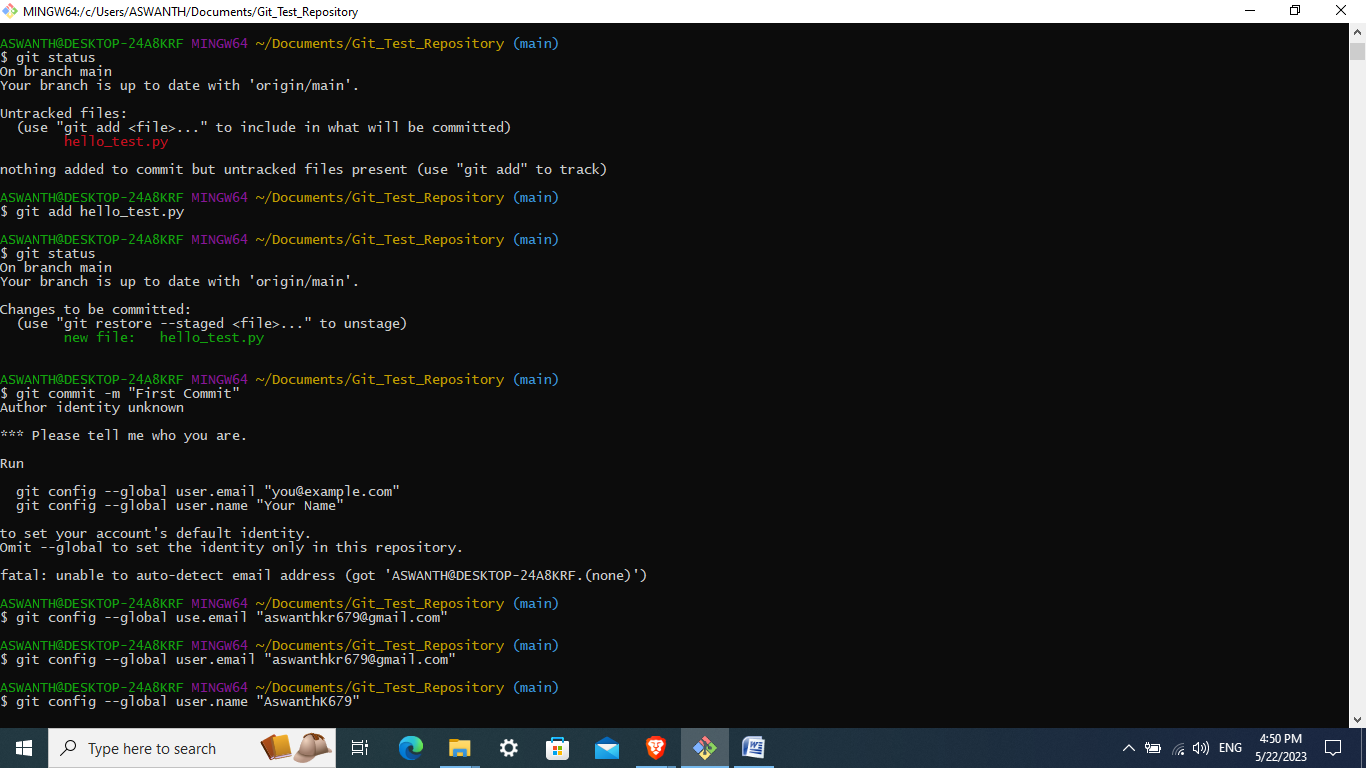 MINGW64:/c/Users/ASWANTH/Documents/Git_Test_Repository
ASWANTH@DESKTOP-24A8KRF MINGW64 ~/Documents/Git_Test_Repository (main)
$ git status
On branch main
Your branch is up to date with 'origin/main'.
Untracked files:
  (use "git add <file>..." to include in what will be committed)
        hello_test.py
nothing added to commit but untracked files present (use "git add" to track)
ASWANTH@DESKTOP-24A8KRF MINGW64 ~/Documents/Git_Test_Repository (main)
$ git add hello_test.py
ASWANTH@DESKTOP-24A8KRF MINGW64 ~/Documents/Git_Test_Repository (main)
$ git status
On branch main
Your branch is up to date with 'origin/main'.
Changes to be committed:
  (use "git restore --staged <file>..." to unstage)
        new file:   hello_test.py
ASWANTH@DESKTOP-24A8KRF MINGW64 ~/Documents/Git_Test_Repository (main)
$ git commit -m "First Commit"
Author identity unknown
*** Please tell me who you are.
Run
  git config --global user.email "you@example.com"
  git config --global user.name "Your Name"
to set your account's default identity.
Omit --global to set the identity only in this repository.
fatal: unable to auto-detect email address (got 'ASWANTH@DESKTOP-24A8KRF.(none)')
ASWANTH@DESKTOP-24A8KRF MINGW64 ~/Documents/Git_Test_Repository (main)
$ git config --global use.email "aswanthkr679@gmail.com"
ASWANTH@DESKTOP-24A8KRF MINGW64 ~/Documents/Git_Test_Repository (main)
$ git config --global user.email "aswanthkr679@gmail.com"
ASWANTH@DESKTOP-24A8KRF MINGW64 ~/Documents/Git_Test_Repository (main)
$ git config --global user.name "AswanthK679"
Type here to search
ENG
4:50 PM
5/22/2023